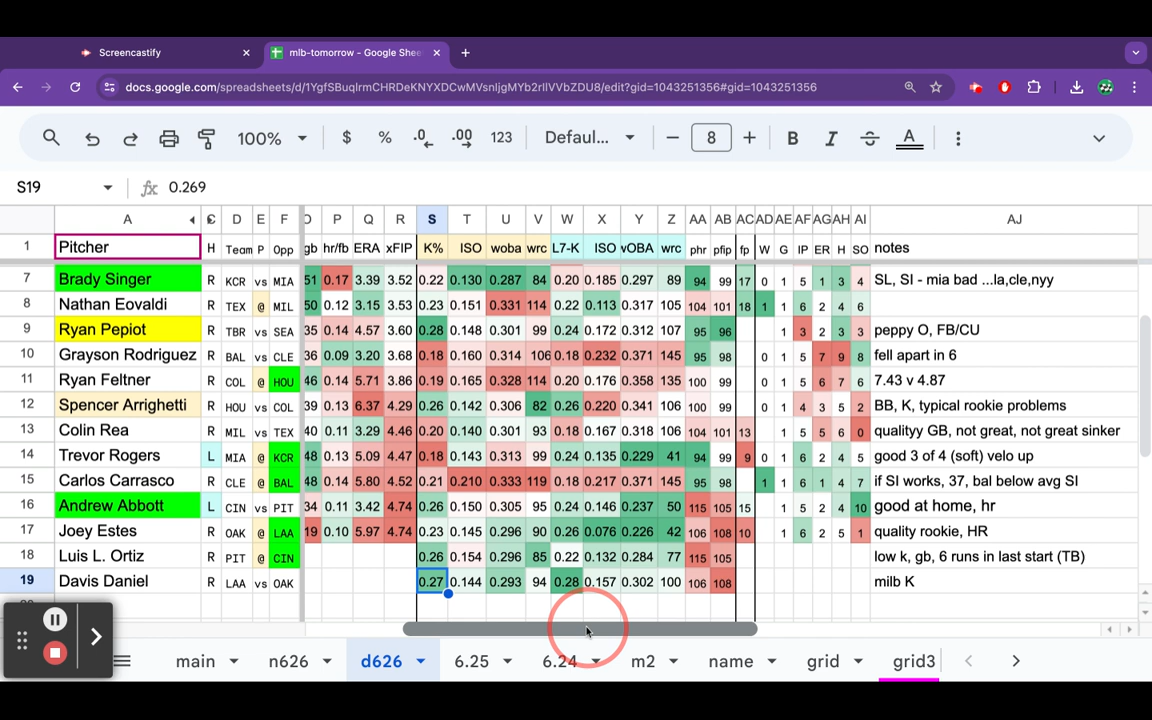 Screencastify
mlb-tomorrow - Google Shee
docs.google.com/spreadsheets/d/1YgfSBuqlrmCHRDeKNYXDCwMVsnljgMYb2rIlVVbZDU8/edit?gid=1043251356#gid=1043251356
100% $ % .0 .00 123 Defaul... 8 B I A
S19 fx 0.269
A D E F P Q R S T U V W X Y Z AA AB AC AD AE AF AG AH AI AJ
1 Pitcher H Team P Opp gb hr/fb ERA xFIP K% ISO woba wrc L7-K ISO wOBA wrc phr pfip fp W G IP ER H SO notes
7 Brady Singer R KCR vs MIA 51 0.17 3.39 3.52 0.22 0.130 0.287 84 0.20 0.185 0.297 89 94 99 17 0 1 5 1 3 4 SL, SI - mia bad ...la,cle,nyy
8 Nathan Eovaldi R TEX @ MIL 50 0.12 3.15 3.53 0.23 0.151 0.331 114 0.22 0.113 0.317 105 104 101 18 1 1 6 2 4 6
9 Ryan Pepiot R TBR vs SEA 35 0.14 4.57 3.60 0.28 0.148 0.301 99 0.24 0.172 0.312 107 95 96 1 3 2 3 3 peppy O, FB/CU
10 Grayson Rodriguez R BAL vs CLE 36 0.09 3.20 3.68 0.18 0.160 0.314 106 0.18 0.232 0.371 145 95 98 0 1 5 7 9 8 fell apart in 6
11 Ryan Feltner R COL @ HOU 46 0.14 5.71 3.86 0.19 0.165 0.328 114 0.20 0.176 0.358 135 100 99 0 1 5 6 7 6 7.43 v 4.87
12 Spencer Arrighetti R HOU vs COL 39 0.13 6.37 4.29 0.26 0.142 0.306 82 0.26 0.220 0.341 106 100 99 0 1 4 3 5 2 BB, K, typical rookie problems
13 Colin Rea R MIL vs TEX 40 0.11 3.29 4.46 0.20 0.140 0.301 93 0.18 0.167 0.318 106 104 101 13 1 5 5 6 0 qualityy GB, not great, not great sinker
14 Trevor Rogers L MIA @ KCR 48 0.13 5.09 4.47 0.18 0.143 0.313 99 0.24 0.135 0.229 41 94 99 9 0 1 6 2 4 5 good 3 of 4 (soft) velo up
15 Carlos Carrasco R CLE @ BAL 48 0.14 5.80 4.52 0.21 0.210 0.333 119 0.18 0.217 0.371 145 95 98 1 1 6 1 4 7 if SI works, 37, bal below avg SI
16 Andrew Abbott L CIN vs PIT 34 0.11 3.42 4.74 0.26 0.150 0.305 95 0.24 0.146 0.237 50 115 105 15 1 5 2 4 10 good at home, hr
17 Joey Estes R OAK @ LAA 19 0.10 5.97 4.74 0.23 0.145 0.296 90 0.26 0.076 0.226 42 106 108 10 1 6 2 5 1 quality rookie, HR
18 Luis L. Ortiz R PIT @ CIN 0.26 0.154 0.296 85 0.22 0.132 0.284 77 115 105 low k, gb, 6 runs in last start (TB)
19 Davis Daniel R LAA vs OAK 0.27 0.144 0.293 94 0.28 0.157 0.302 100 106 108 milb K
main n626 d626 6.25 6.24 m2 name grid grid3